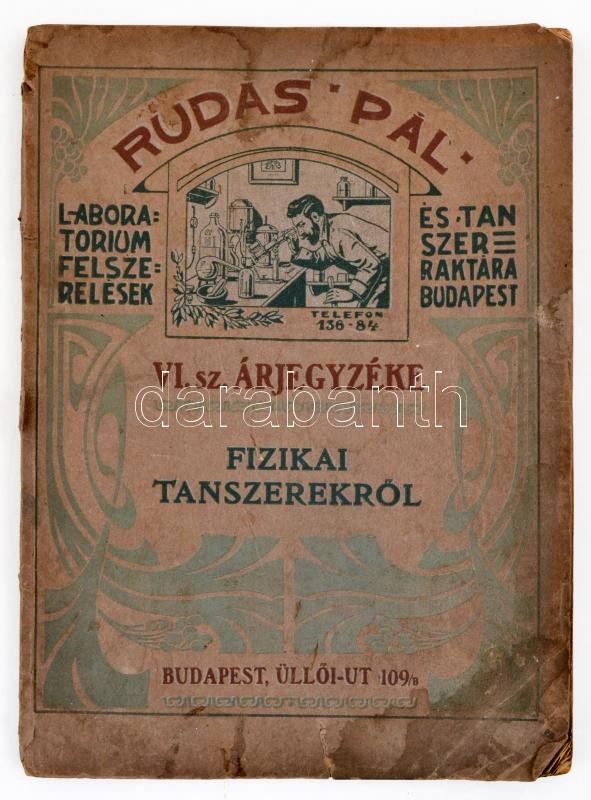 RUDAS PÁL.
LABORA=
TORIUM
FELSZE=
RELÉSEK
ÉS·TAN
SZER
RAKTÁRA
BUDAPEST
TELEFON
136-84.
VI. SZ. ÁRJEGYZÉKE
darabanth
FIZIKAI
TANSZEREKRŐL
BUDAPEST, ÜLLŐI-UT 109/B